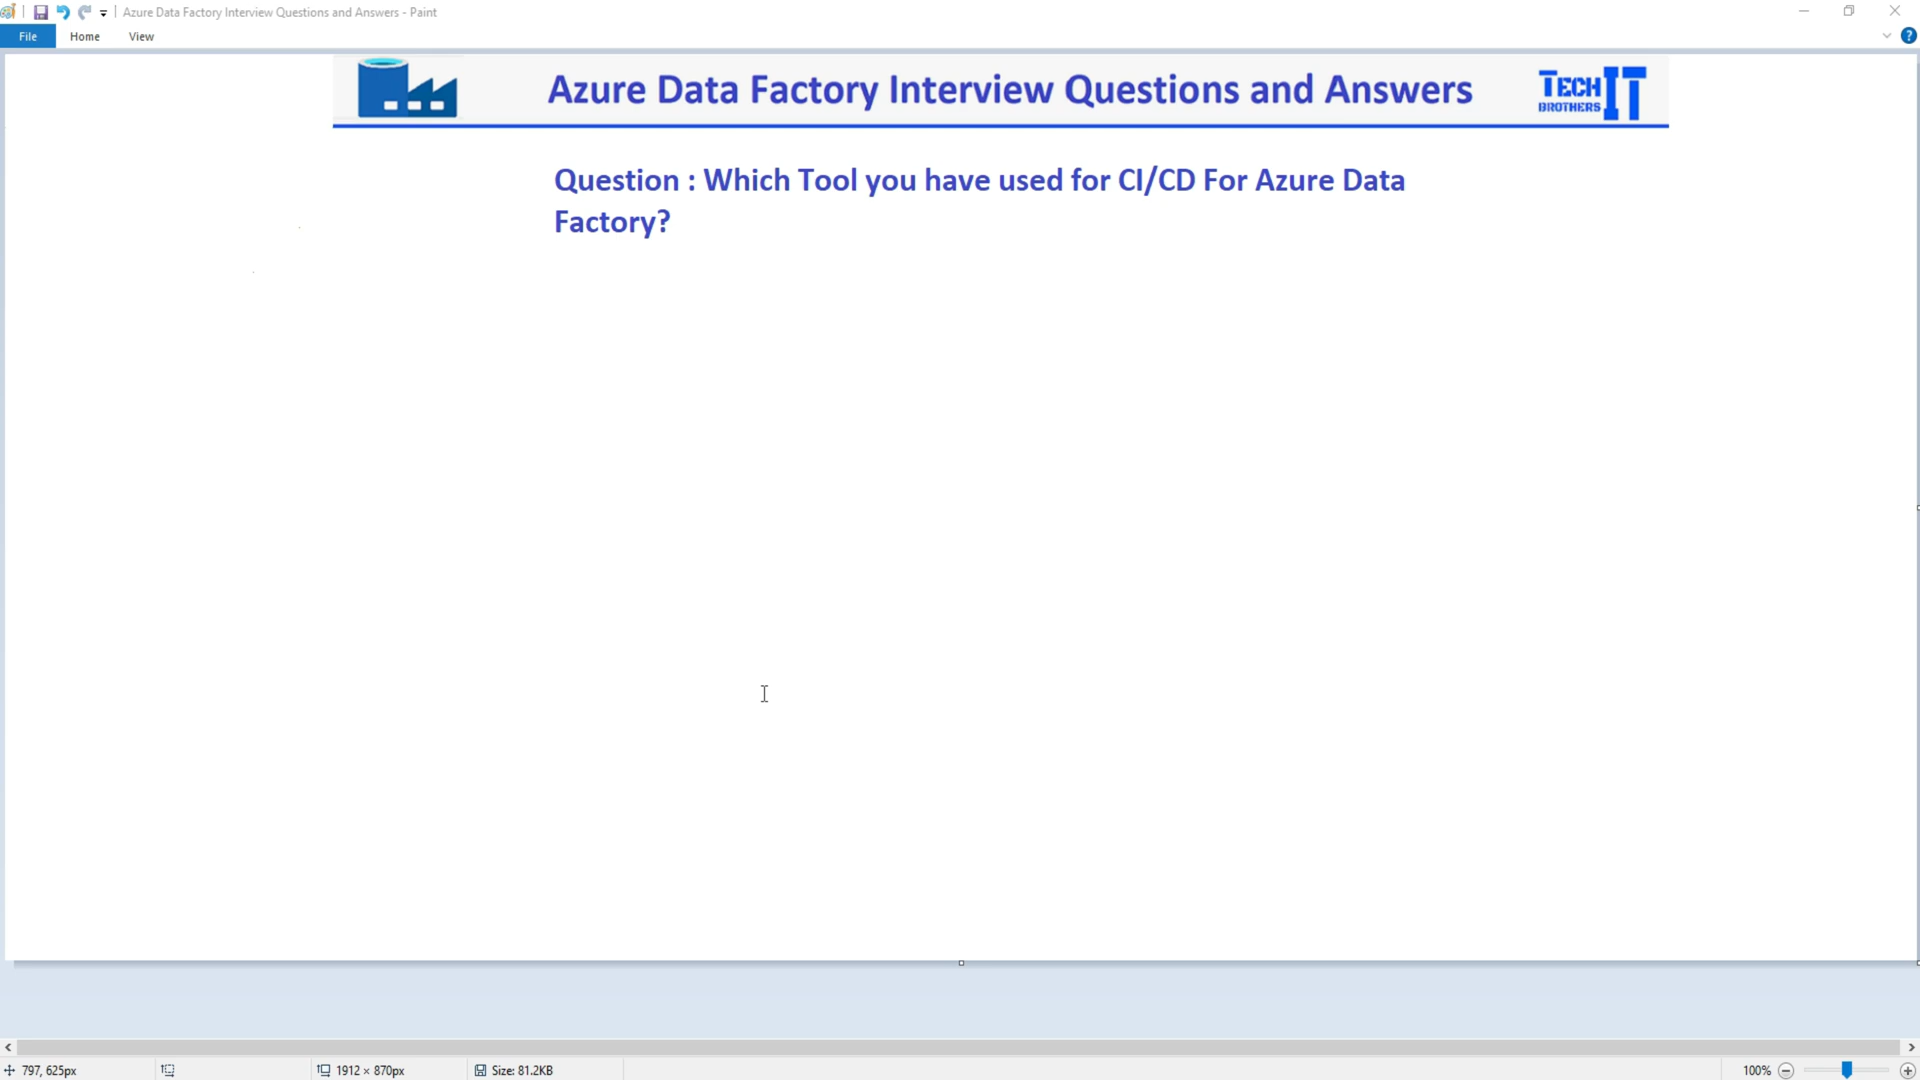 Azure Data Factory Interview Questions and Answers - Paint
File Home View
Azure Data Factory Interview Questions and Answers
TECH
BROTHERS
IT
Question : Which Tool you have used for CI/CD For Azure Data
Factory?
797, 625px 1912 × 870px Size: 81.2KB 100%